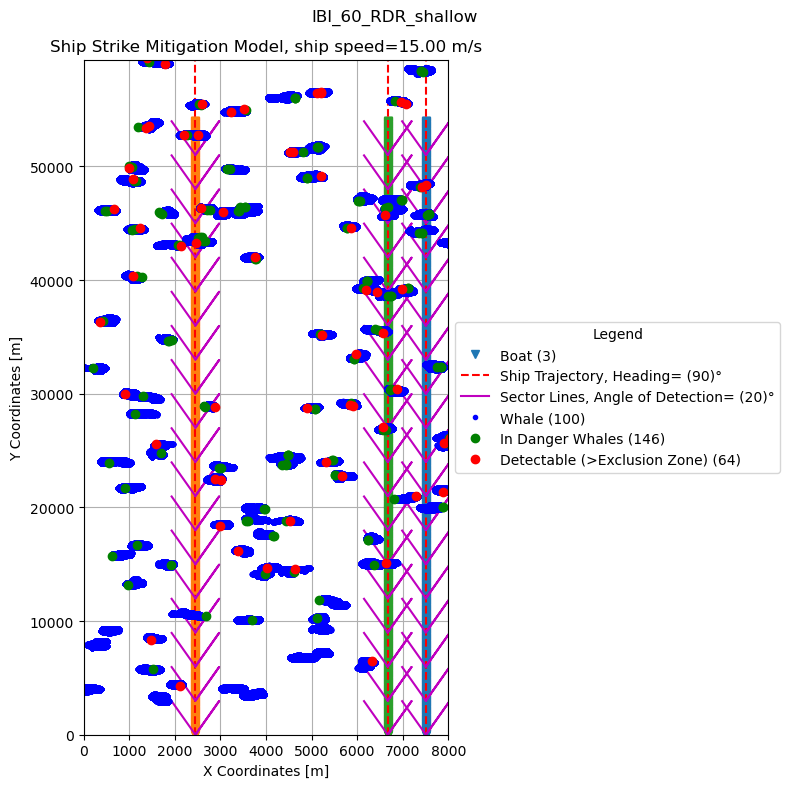 IBI_60_RDR_shallow
Ship Strike Mitigation Model, ship speed=15.00 m/s
Y Coordinates [m]
50000
40000
30000
20000
10000
0
0 1000 2000 3000 4000 5000 6000 7000 8000
X Coordinates [m]
Legend
Boat (3)
Ship Trajectory, Heading= (90)°
Sector Lines, Angle of Detection= (20)°
Whale (100)
In Danger Whales (146)
Detectable (>Exclusion Zone) (64)